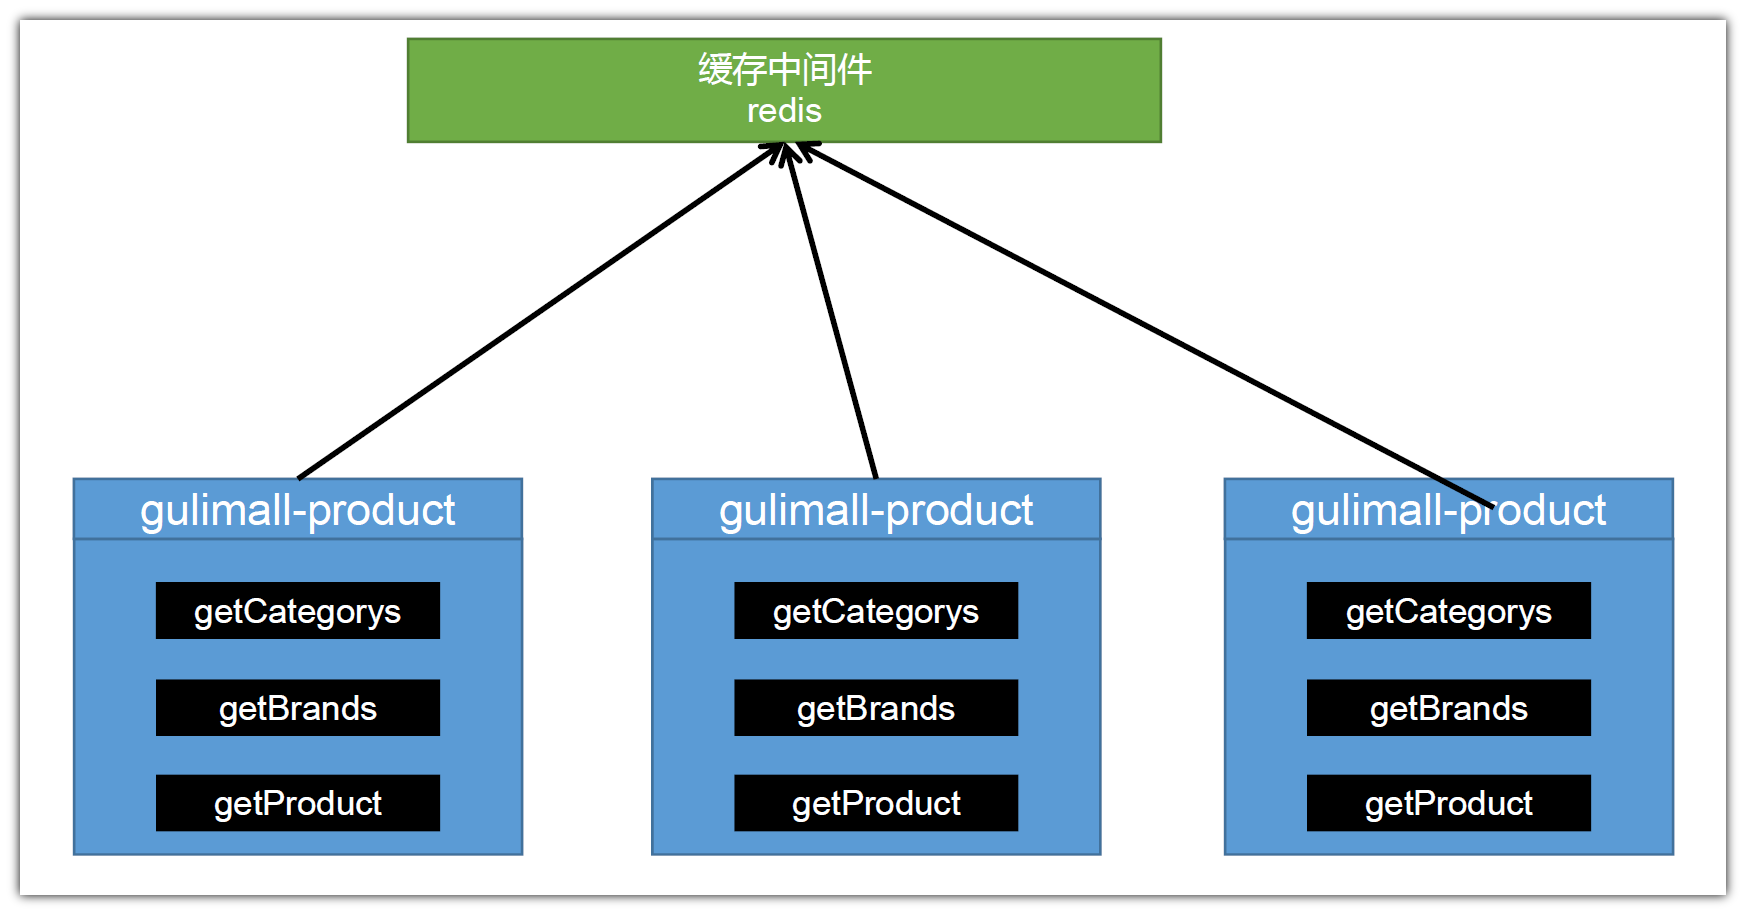 缓存中间件
redis
gulimall-product
getCategorys
getBrands
getProduct
gulimall-product
getCategorys
getBrands
getProduct
gulimall-product
getCategorys
getBrands
getProduct